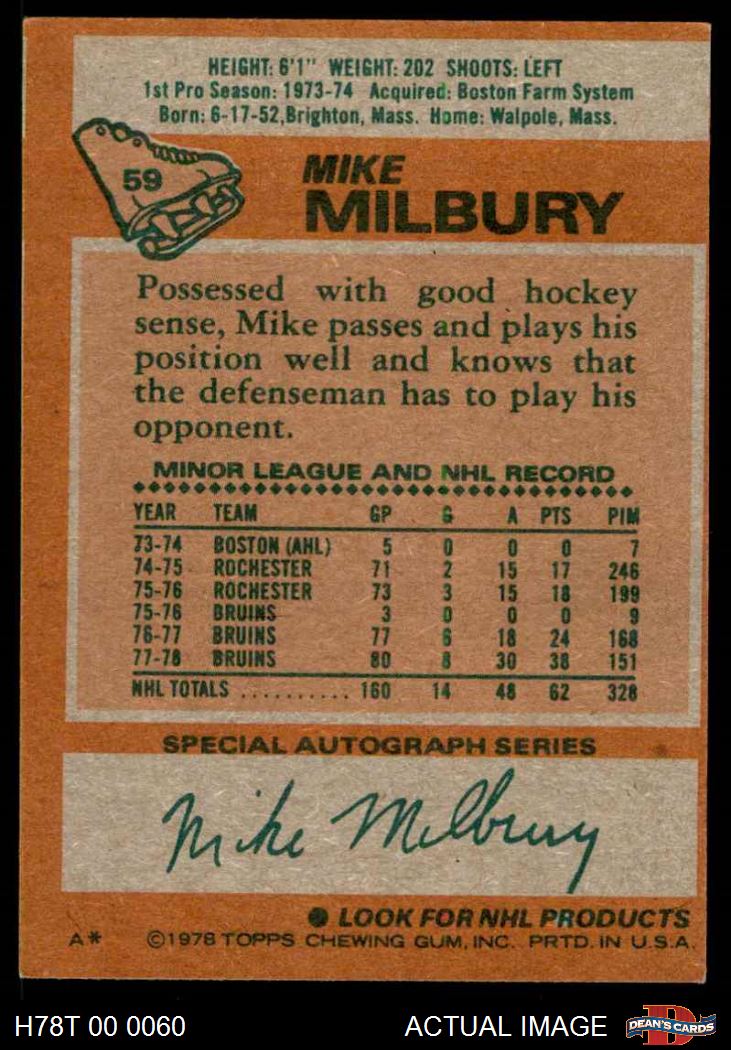 HEIGHT: 6'1" WEIGHT: 202 SHOOTS: LEFT
1st Pro Season: 1973-74 Acquired: Boston Farm System
Born: 6-17-52, Brighton, Mass. Home: Walpole, Mass.
59
MIKE
MILBURY
Possessed with good hockey
sense, Mike passes and plays his
position well and knows that
the defenseman has to play his
opponent.
MINOR LEAGUE AND NHL RECORD
YEAR TEAM GP G A PTS PIM
73-74 BOSTON (AHL) 5 0 0 0 7
74-75 ROCHESTER 71 2 15 17 246
75-76 ROCHESTER 73 3 15 18 199
75-76 BRUINS 3 0 0 0 9
76-77 BRUINS 77 6 18 24 168
77-78 BRUINS 80 8 30 38 151
NHL TOTALS .......... 160 14 48 62 328
SPECIAL AUTOGRAPH SERIES
Mike Milbury
● LOOK FOR NHL PRODUCTS
A* ©1978 TOPPS CHEWING GUM, INC. PRTD. IN U.S.A.
H78T 00 0060 ACTUAL IMAGE DEAN'S CARDS